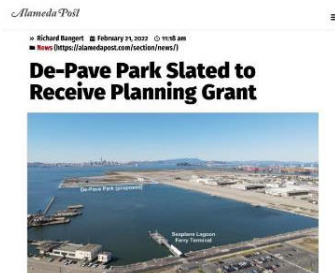 Alameda Post
Richard Bangert February 21, 2022 11:18 am
News (https://alamedapost.com/section/news/)
De-Pave Park Slated to
Receive Planning Grant
De-Pave Park (proposed)
Seaplane Lagoon
Ferry Terminal